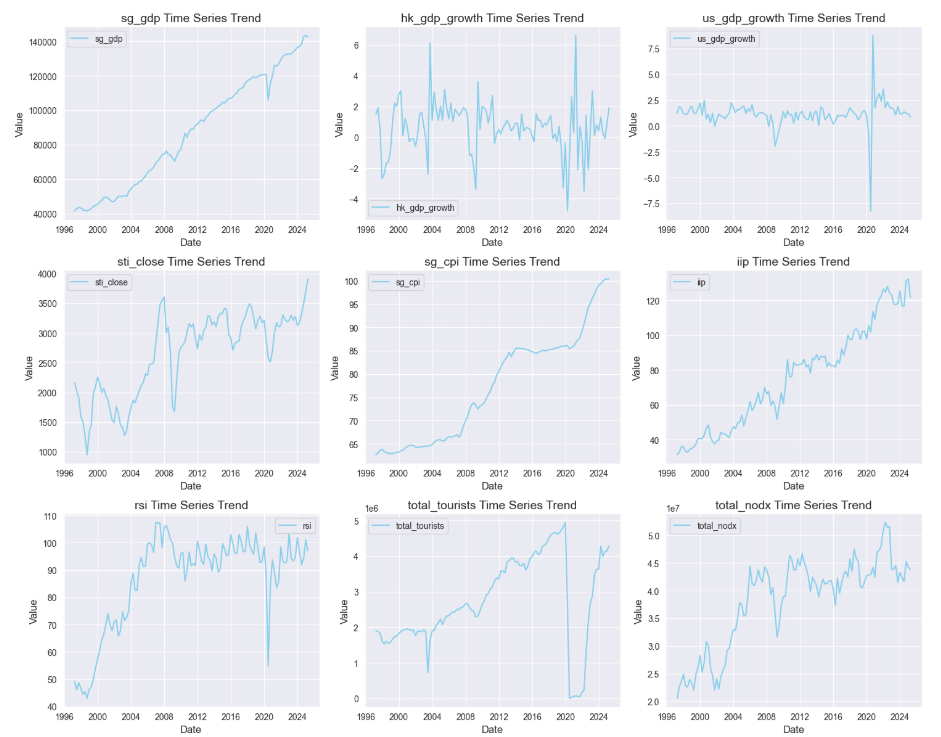 sg_gdp Time Series Trend
sg_gdp
Value
140000
120000
100000
80000
60000
40000
1996 2000 2004 2008 2012 2016 2020 2024
Date
hk_gdp_growth Time Series Trend
hk_gdp_growth
Value
6
4
2
0
−2
−4
1996 2000 2004 2008 2012 2016 2020 2024
Date
us_gdp_growth Time Series Trend
us_gdp_growth
Value
7.5
5.0
2.5
0.0
−2.5
−5.0
−7.5
1996 2000 2004 2008 2012 2016 2020 2024
Date
sti_close Time Series Trend
sti_close
Value
4000
3500
3000
2500
2000
1500
1000
1996 2000 2004 2008 2012 2016 2020 2024
Date
sg_cpi Time Series Trend
sg_cpi
Value
100
95
90
85
80
75
70
65
1996 2000 2004 2008 2012 2016 2020 2024
Date
iip Time Series Trend
iip
Value
120
100
80
60
40
1996 2000 2004 2008 2012 2016 2020 2024
Date
rsi Time Series Trend
rsi
Value
110
100
90
80
70
60
50
40
1996 2000 2004 2008 2012 2016 2020 2024
Date
total_tourists Time Series Trend
1e6
total_tourists
Value
5
4
3
2
1
0
1996 2000 2004 2008 2012 2016 2020 2024
Date
total_nodx Time Series Trend
1e7
total_nodx
Value
5.0
4.5
4.0
3.5
3.0
2.5
2.0
1996 2000 2004 2008 2012 2016 2020 2024
Date